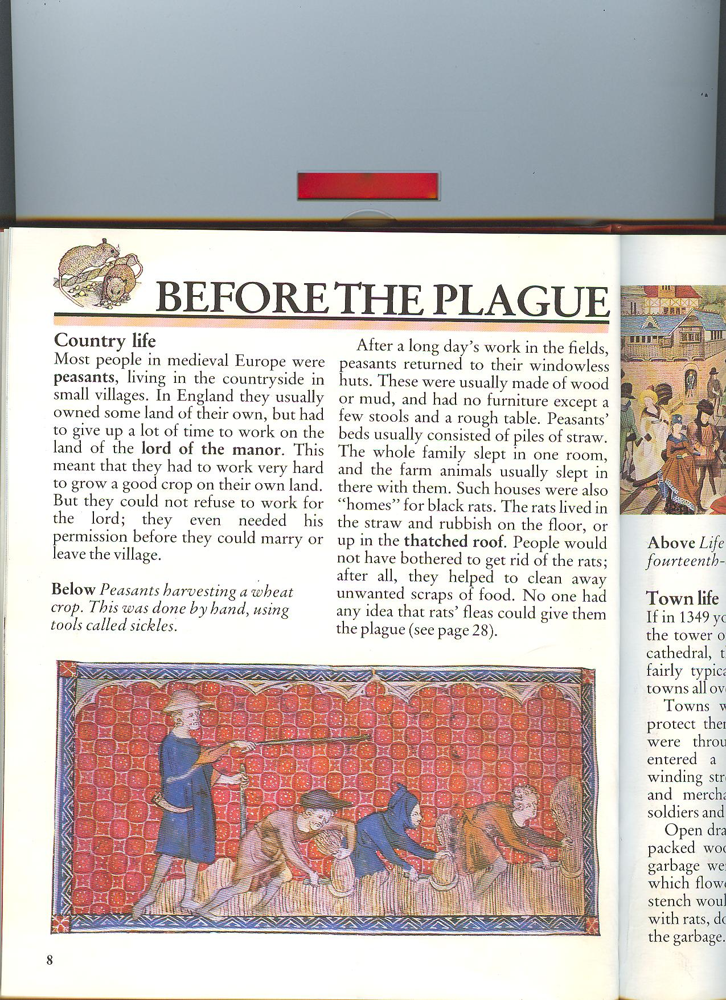 BEFORE THE PLAGUE
Country life
Most people in medieval Europe were
peasants, living in the countryside in
small villages. In England they usually
owned some land of their own, but had
to give up a lot of time to work on the
land of the lord of the manor. This
meant that they had to work very hard
to grow a good crop on their own land.
But they could not refuse to work for
the lord; they even needed his
permission before they could marry or
leave the village.
Below Peasants harvesting a wheat
crop. This was done by hand, using
tools called sickles.
After a long day's work in the fields,
peasants returned to their windowless
huts. These were usually made of wood
or mud, and had no furniture except a
few stools and a rough table. Peasants'
beds usually consisted of piles of straw.
The whole family slept in one room,
and the farm animals usually slept in
there with them. Such houses were also
“homes” for black rats. The rats lived in
the straw and rubbish on the floor, or
up in the thatched roof. People would
not have bothered to get rid of the rats;
after all, they helped to clean away
unwanted scraps of food. No one had
any idea that rats' fleas could give them
the plague (see page 28).
8
Above Life
fourteenth-
Town life
If in 1349
the tower
cathedral,
fairly
towns all
Towns
protect
were
entered a
winding
and
soldiers and
Open
packed
garbage
which
stench
with rats,
the garbage.